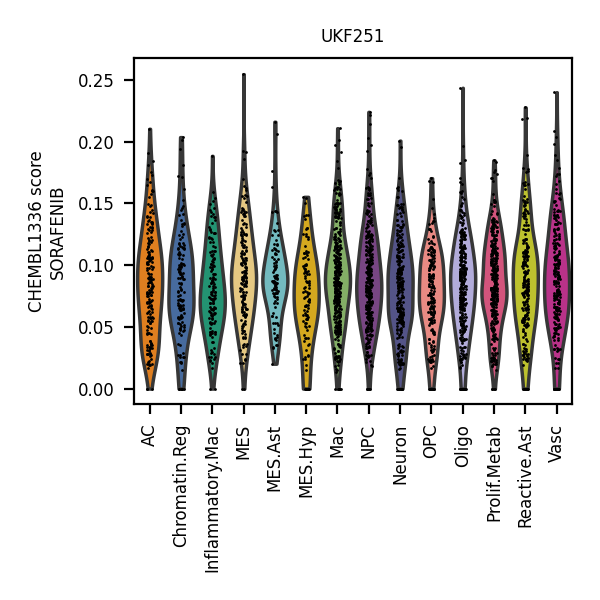 UKF251
CHEMBL1336 score
SORAFENIB
0.25
0.20
0.15
0.10
0.05
0.00
AC
Chromatin.Reg
Inflammatory.Mac
MES
MES.Ast
MES.Hyp
Mac
NPC
Neuron
OPC
Oligo
Prolif.Metab
Reactive.Ast
Vasc